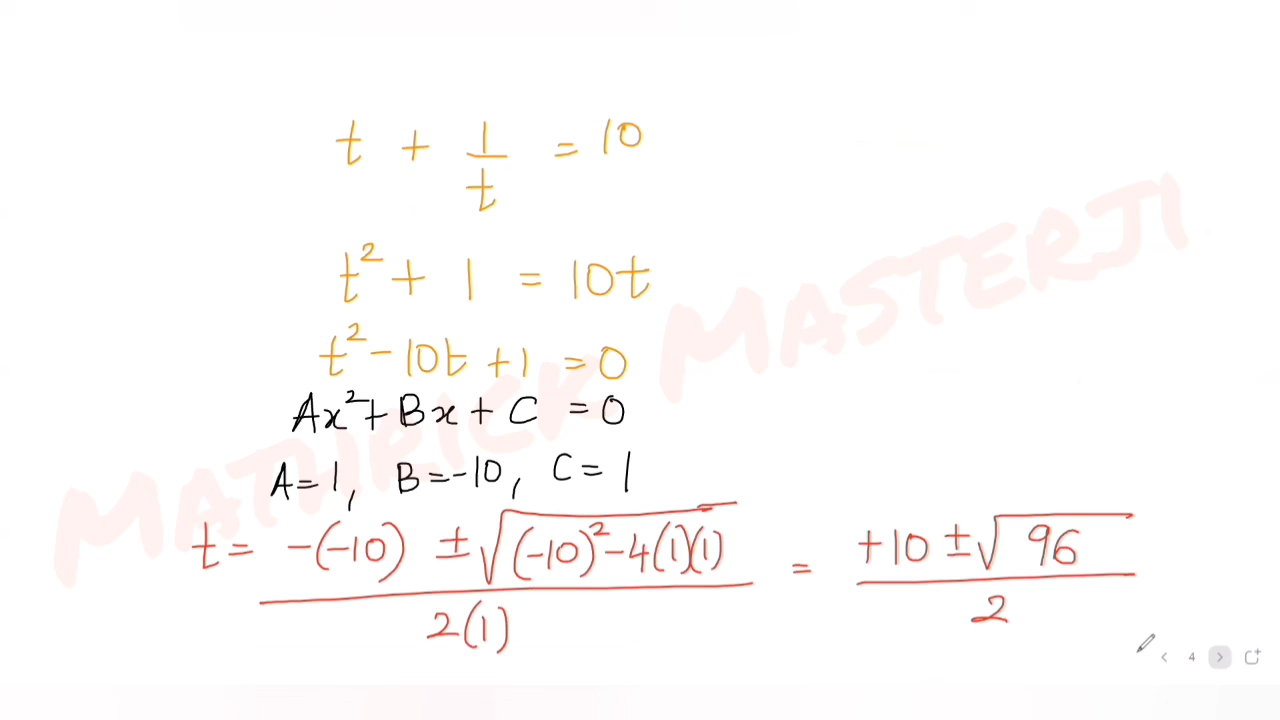 t + 1/t = 10
t² + 1 = 10t
t² - 10t + 1 = 0
Ax² + Bx + C = 0
A = 1, B = -10, C = 1
t = -(-10) ± √(-10)² - 4(1)(1) / 2(1) = +10 ± √96 / 2
MATHRICK MASTERJI
< 4 >